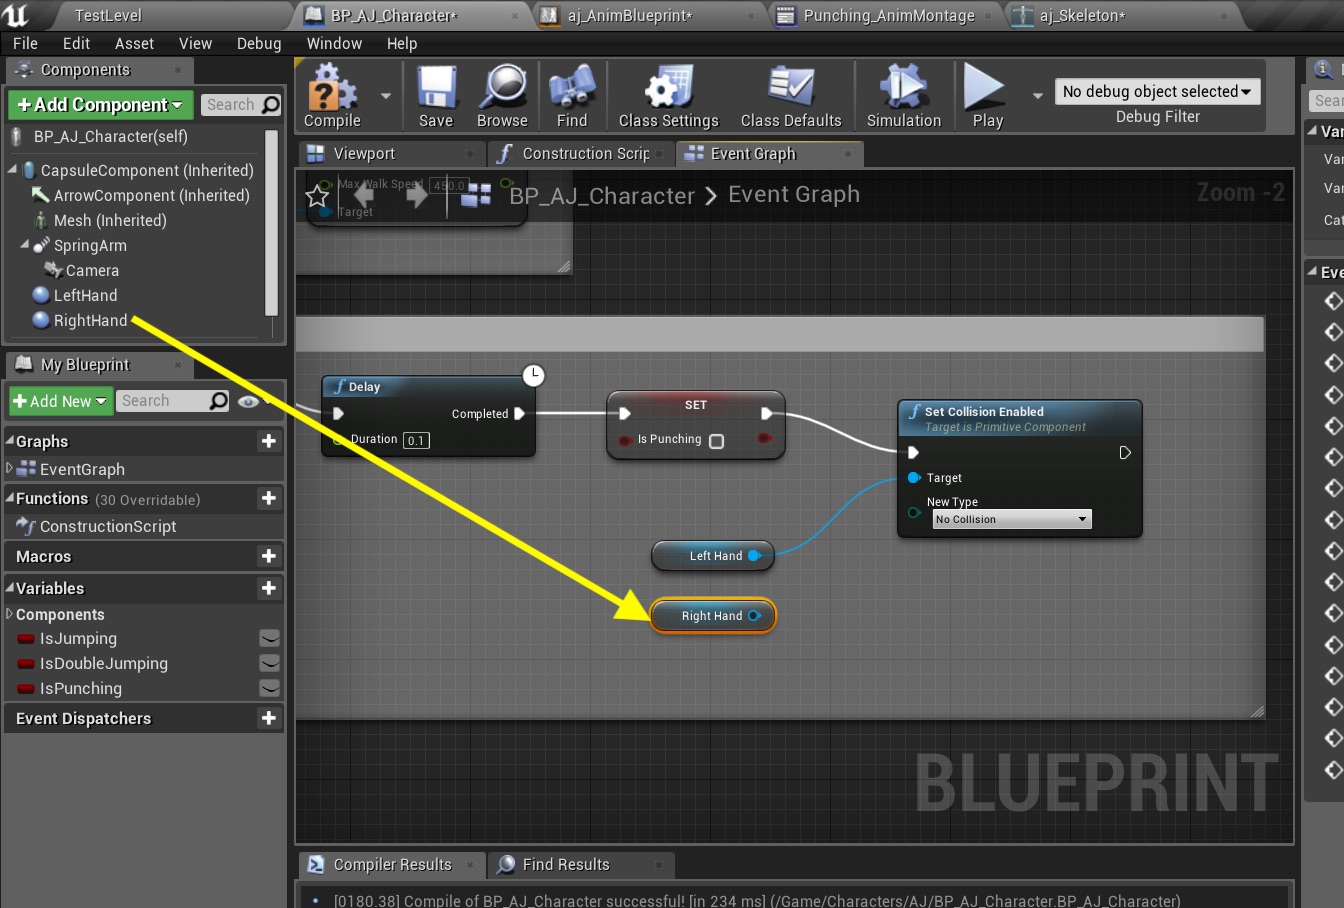 TestLevel
BP_AJ_Character*
aj_AnimBlueprint*
Punching_AnimMontage
aj_Skeleton*
File Edit Asset View Debug Window Help
Components
+Add Component
Search
BP_AJ_Character(self)
CapsuleComponent (Inherited)
ArrowComponent (Inherited)
Mesh (Inherited)
SpringArm
Camera
LeftHand
RightHand
Compile
Save
Browse
Find
Class Settings
Class Defaults
Simulation
Play
No debug object selected
Debug Filter
Viewport
Construction Scrip
Event Graph
Max Walk Speed 450.0
Target
BP_AJ_Character > Event Graph
Zoom -2
My Blueprint
+Add New
Search
Graphs
EventGraph
Functions (30 Overridable)
ConstructionScript
Macros
Variables
Components
IsJumping
IsDoubleJumping
IsPunching
Event Dispatchers
Delay
Completed
Duration 0.1
SET
Is Punching
Set Collision Enabled
Target is Primitive Component
Target
New Type
No Collision
Left Hand
Right Hand
BLUEPRINT
Compiler Results
Find Results
[0180.38] Compile of BP_AJ_Character successful! [in 234 ms] (/Game/Characters/AJ/BP_AJ_Character.BP_AJ_Character)
Sear
Var
Va
Va
Cat
Eve